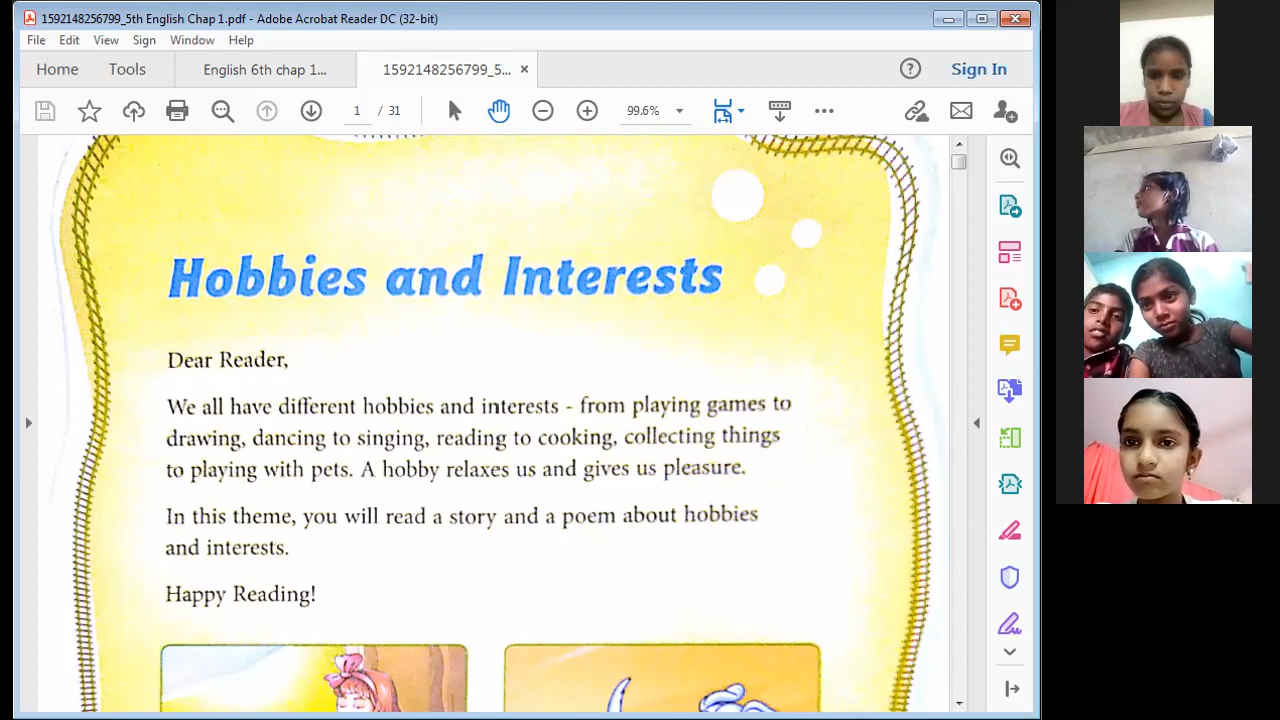 1592148256799_5th English Chap 1.pdf - Adobe Acrobat Reader DC (32-bit)
File Edit View Sign Window Help
Home Tools English 6th chap 1... 1592148256799_5... × Sign In
1 / 31 99.6%
Hobbies and Interests
Dear Reader,
We all have different hobbies and interests - from playing games to
drawing, dancing to singing, reading to cooking, collecting things
to playing with pets. A hobby relaxes us and gives us pleasure.
In this theme, you will read a story and a poem about hobbies
and interests.
Happy Reading!